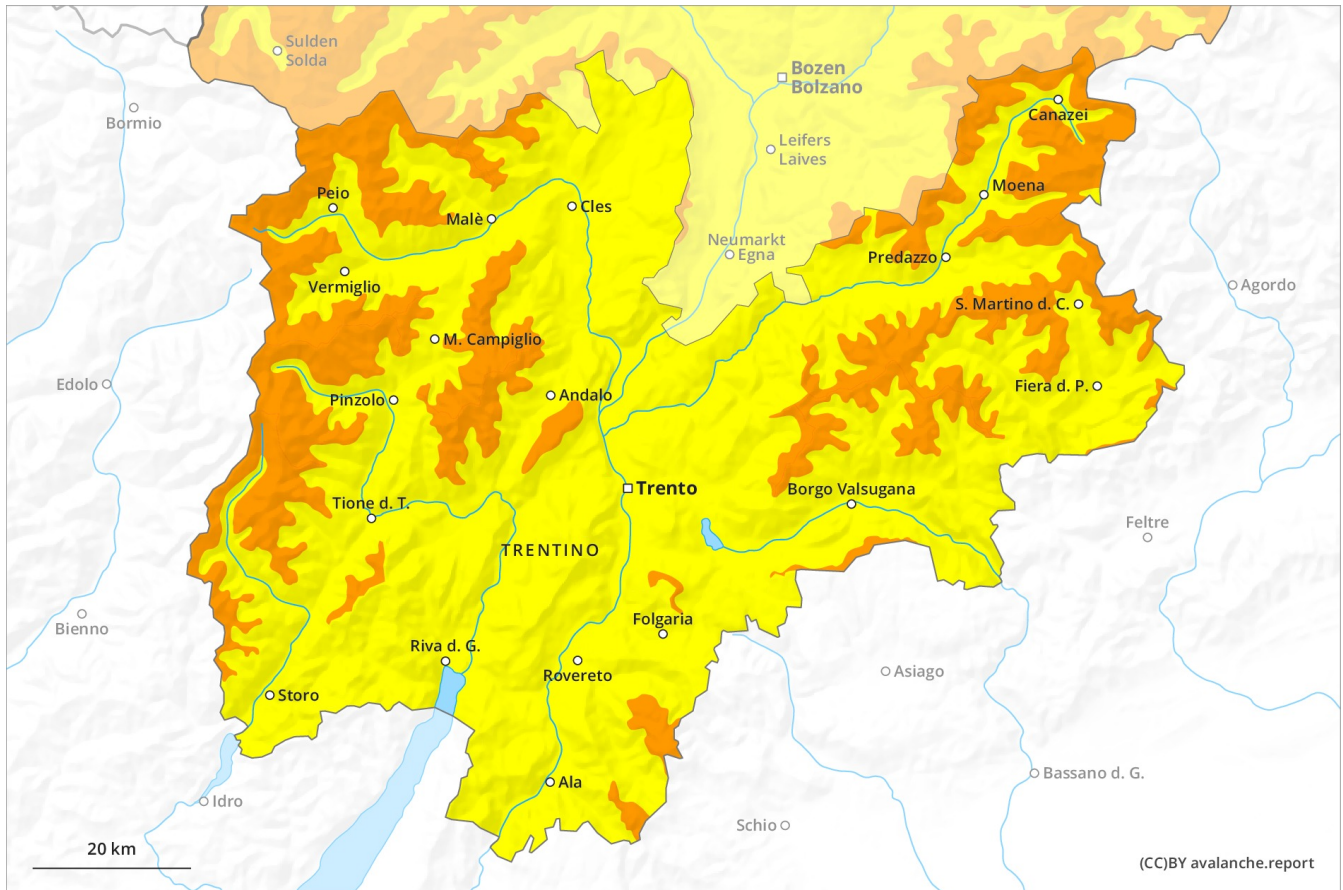 Sulden
Solda
Bozen
Bolzano
Bormio
Canazei
Leifers
Laives
Moena
Peio
Malè
Cles
Neumarkt
Egna
Predazzo
Vermiglio
Agordo
S. Martino d. C.
M. Campiglio
Edolo
Fiera d. P.
Pinzolo
Andalo
Trento
Borgo Valsugana
Tione d. T.
Feltre
TRENTINO
Bienno
Folgaria
Riva d. G.
Asiago
Rovereto
Storo
Bassano d. G.
Ala
Idro
Schio
20 km
(CC)BY avalanche.report